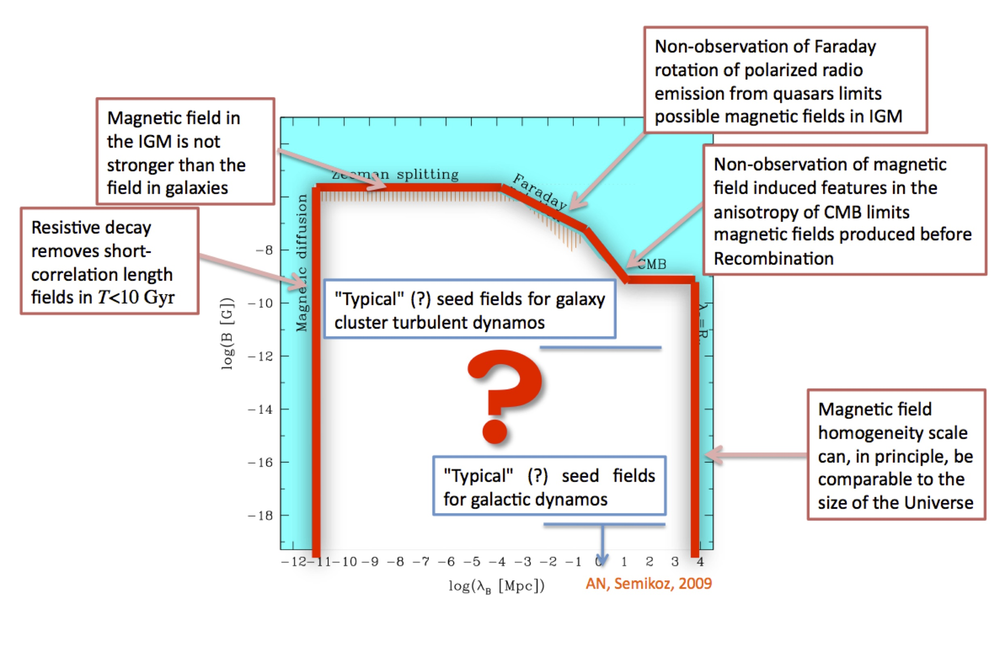 Non-observation of Faraday
rotation of polarized radio
emission from quasars limits
possible magnetic fields in IGM
Magnetic field in
the IGM is not
stronger than the
field in galaxies
Non-observation of magnetic
field induced features in the
anisotropy of CMB limits
magnetic fields produced before
Recombination
Resistive decay
removes short-
correlation length
fields in T<10 Gyr
Zeeman splitting
Faraday
Magnetic diffusion
CMB
"Typical" (?) seed fields for galaxy
cluster turbulent dynamos
?
"Typical" (?) seed fields
for galactic dynamos
Magnetic field
homogeneity scale
can, in principle, be
comparable to the
size of the Universe
log(B [G])
−8
−10
−12
−14
−16
−18
−12 −11 −10 −9 −8 −7 −6 −5 −4 −3 −2 −1 0 1 2 3 4
log(λB [Mpc])
AN, Semikoz, 2009